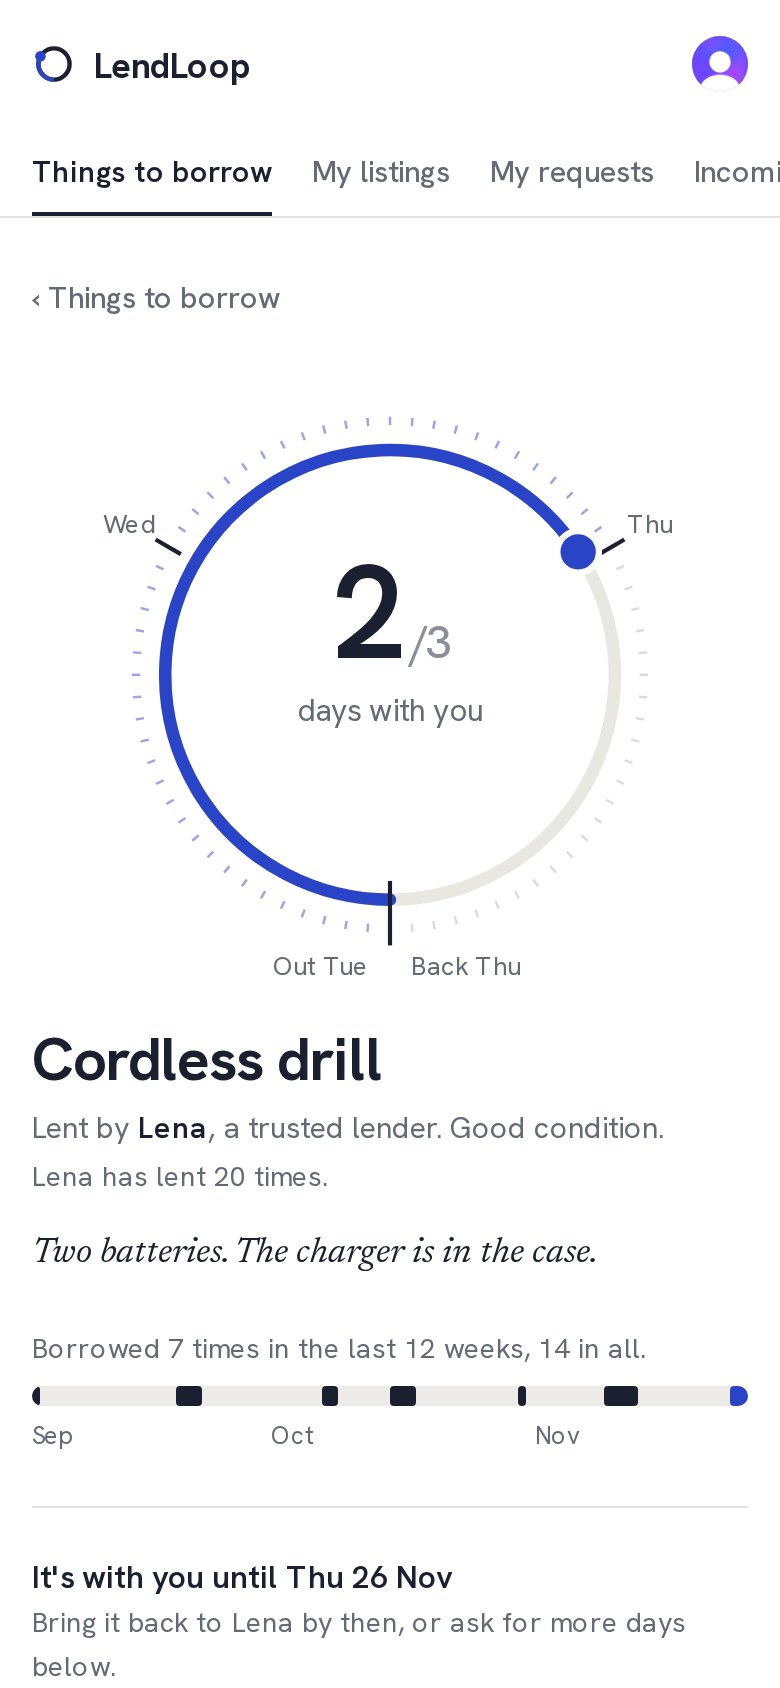 LendLoop
Things to borrow My listings My requests Incomi
‹ Things to borrow
Wed Thu
2/3
days with you
Out Tue Back Thu
Cordless drill
Lent by Lena, a trusted lender. Good condition.
Lena has lent 20 times.
Two batteries. The charger is in the case.
Borrowed 7 times in the last 12 weeks, 14 in all.
Sep Oct Nov
It's with you until Thu 26 Nov
Bring it back to Lena by then, or ask for more days
below.